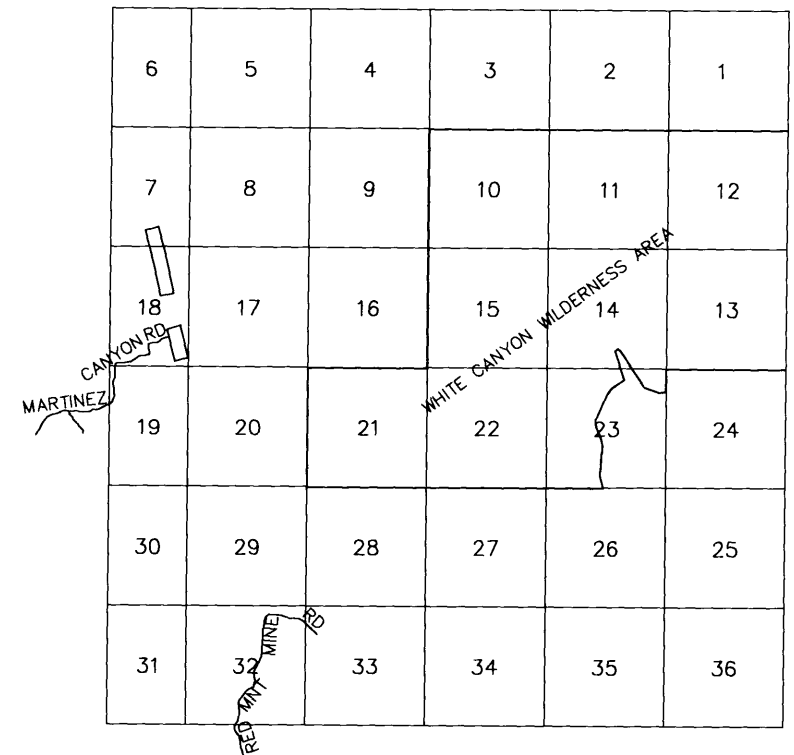 6 5 4 3 2 1
7 8 9 10 11 12
18 17 16 15 14 13
WHITE CANYON WILDERNESS AREA
CANYON RD
MARTINEZ
19 20 21 22 23 24
30 29 28 27 26 25
31 32 33 34 35 36
RED MNT MINE RD